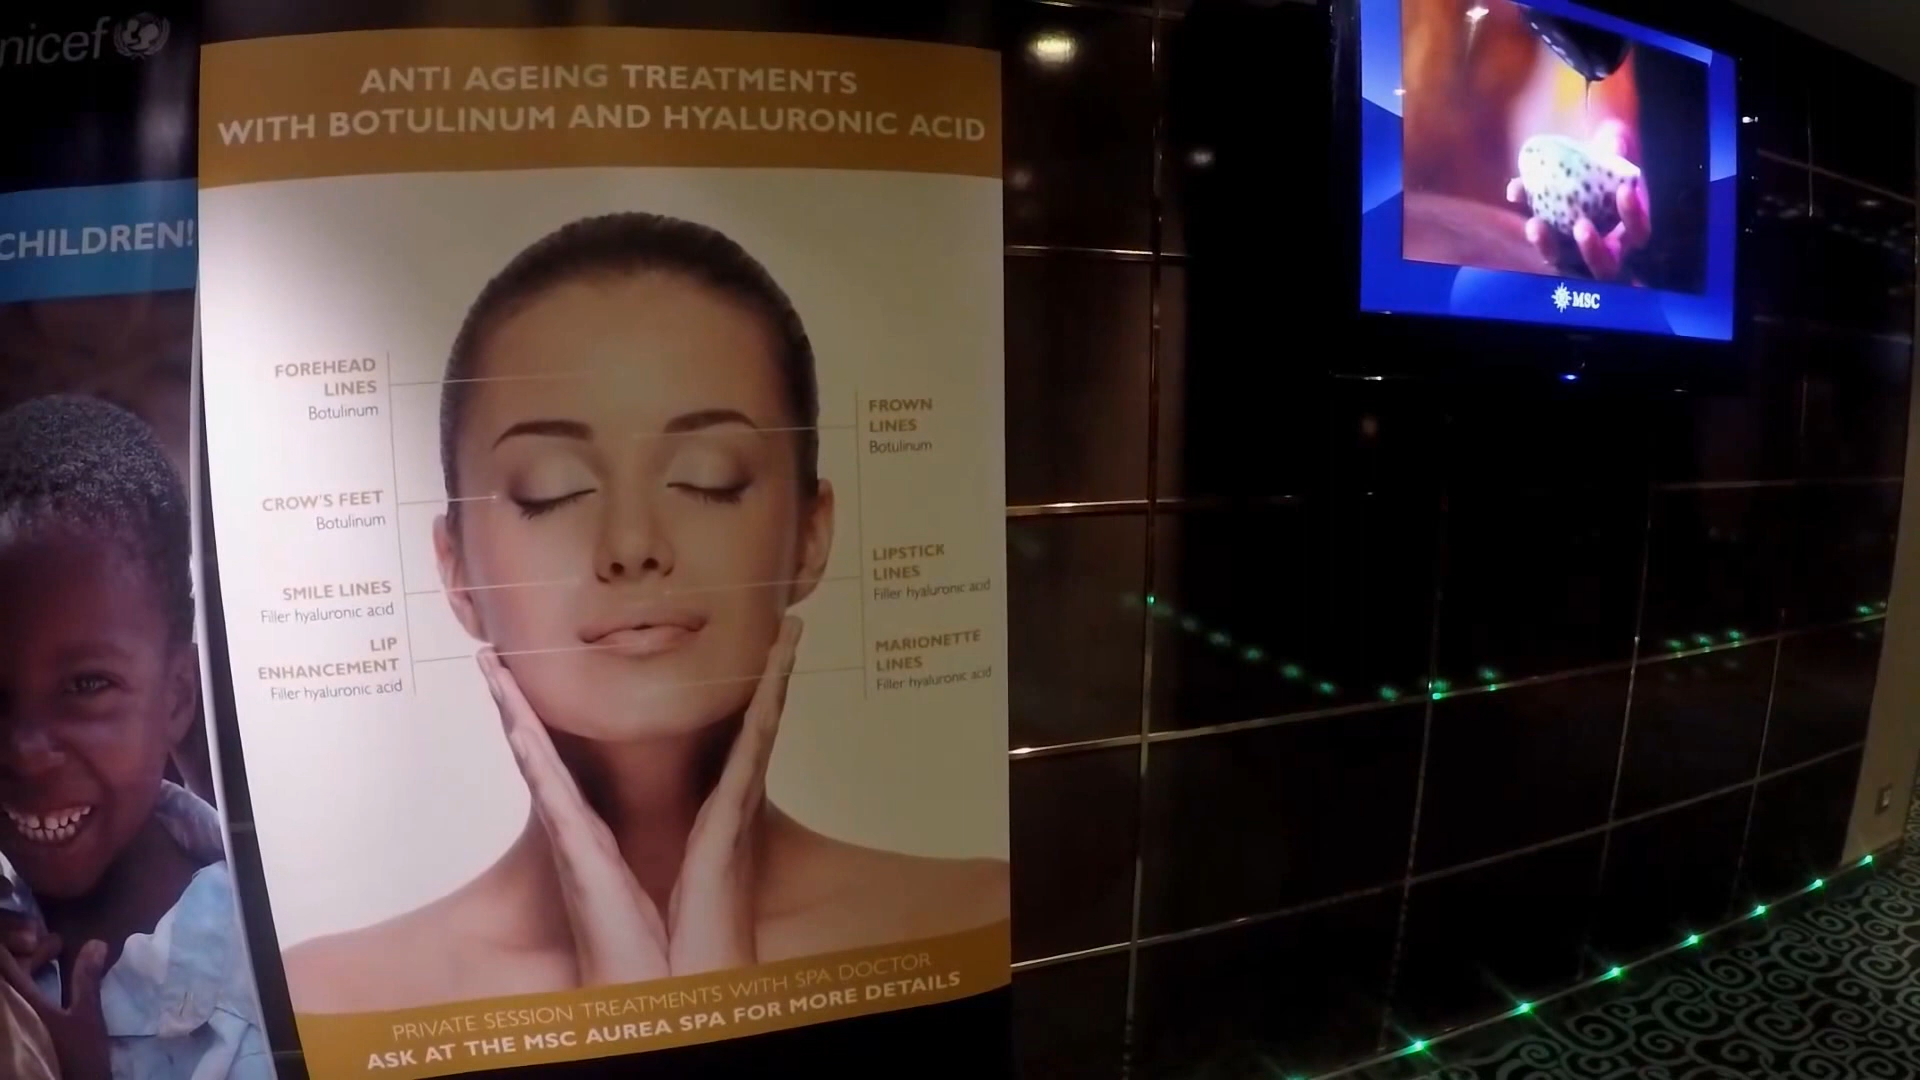 nicef
CHILDREN!
ANTI AGEING TREATMENTS
WITH BOTULINUM AND HYALURONIC ACID
FOREHEAD
LINES
Botulinum
CROW'S FEET
Botulinum
SMILE LINES
Filler hyaluronic acid
LIP
ENHANCEMENT
Filler hyaluronic acid
FROWN
LINES
Botulinum
LIPSTICK
LINES
Filler hyaluronic acid
MARIONETTE
LINES
Filler hyaluronic acid
PRIVATE SESSION TREATMENTS WITH SPA DOCTOR
ASK AT THE MSC AUREA SPA FOR MORE DETAILS
MSC